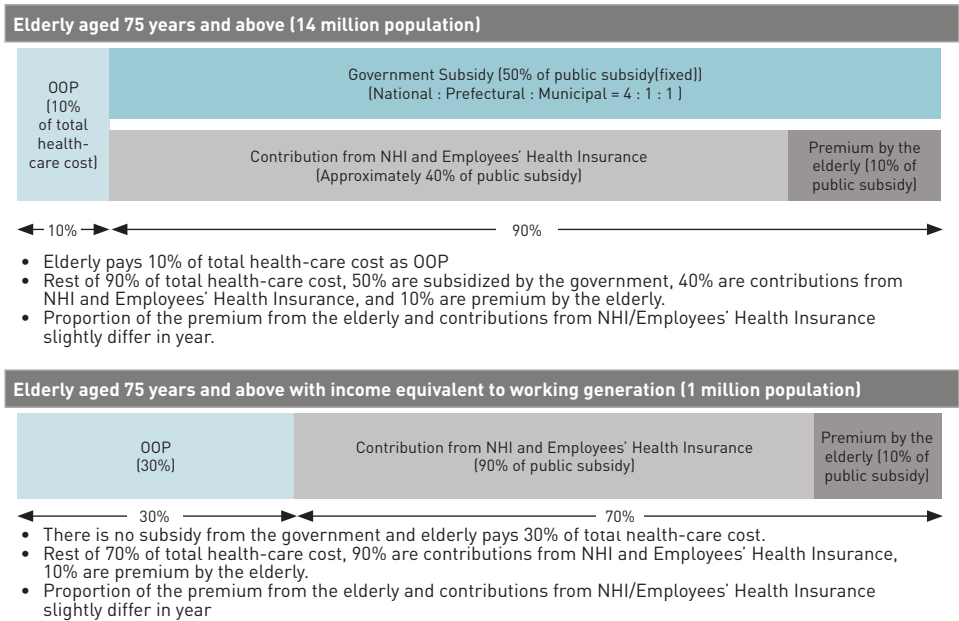 Elderly aged 75 years and above (14 million population)
OOP
(10%
of total
health-
care cost)
Government Subsidy (50% of public subsidy(fixed))
(National : Prefectural : Municipal = 4 : 1 : 1 )
Contribution from NHI and Employees' Health Insurance
(Approximately 40% of public subsidy)
Premium by the
elderly (10% of
public subsidy)
10%
90%
• Elderly pays 10% of total health-care cost as OOP
• Rest of 90% of total health-care cost, 50% are subsidized by the government, 40% are contributions from
NHI and Employees' Health Insurance, and 10% are premium by the elderly.
• Proportion of the premium from the elderly and contributions from NHI/Employees' Health Insurance
slightly differ in year.
Elderly aged 75 years and above with income equivalent to working generation (1 million population)
OOP
(30%)
Contribution from NHI and Employees' Health Insurance
(90% of public subsidy)
Premium by the
elderly (10% of
public subsidy)
30%
70%
• There is no subsidy from the government and elderly pays 30% of total health-care cost.
• Rest of 70% of total health-care cost, 90% are contributions from NHI and Employees' Health Insurance,
10% are premium by the elderly.
• Proportion of the premium from the elderly and contributions from NHI/Employees' Health Insurance
slightly differ in year